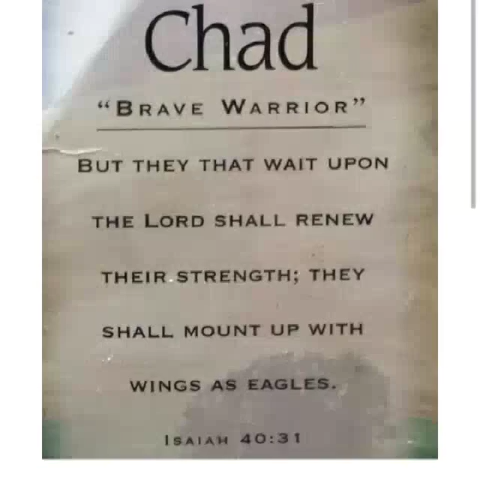 Chad
“BRAVE WARRIOR”
BUT THEY THAT WAIT UPON
THE LORD SHALL RENEW
THEIR STRENGTH; THEY
SHALL MOUNT UP WITH
WINGS AS EAGLES.
ISAIAH 40:31